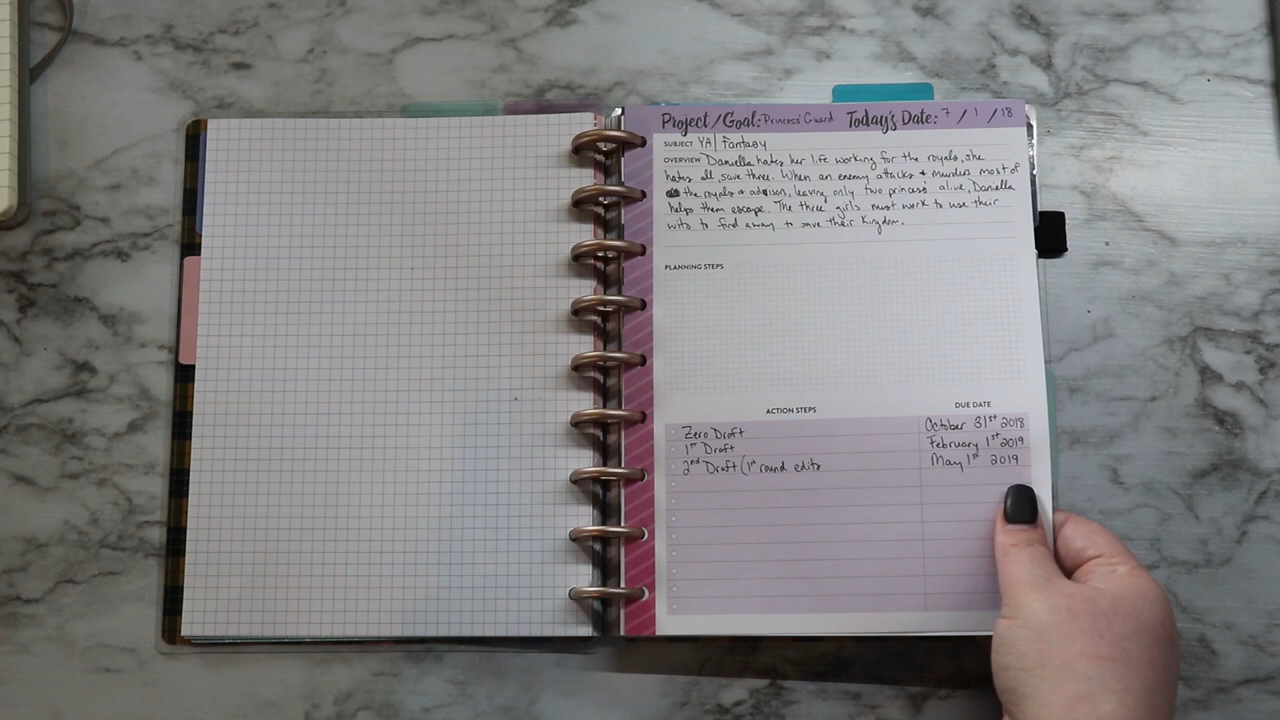 Project/Goal: Princess' Guard Today's Date: 7 / 1 / 18
SUBJECT YA | Fantasy
OVERVIEW Daniella hates her life working for the royals, she
hates all, save three. When an enemy attacks & murders most of
the royals & advisors, leaving only two princess' alive, Daniella
helps them escape. The three girls must work to use their
wits to find away to save their Kingdom.
PLANNING STEPS
ACTION STEPS DUE DATE
Zero Draft October 31st 2018
1st Draft February 1st 2019
2nd Draft (1st round edits May 1st 2019